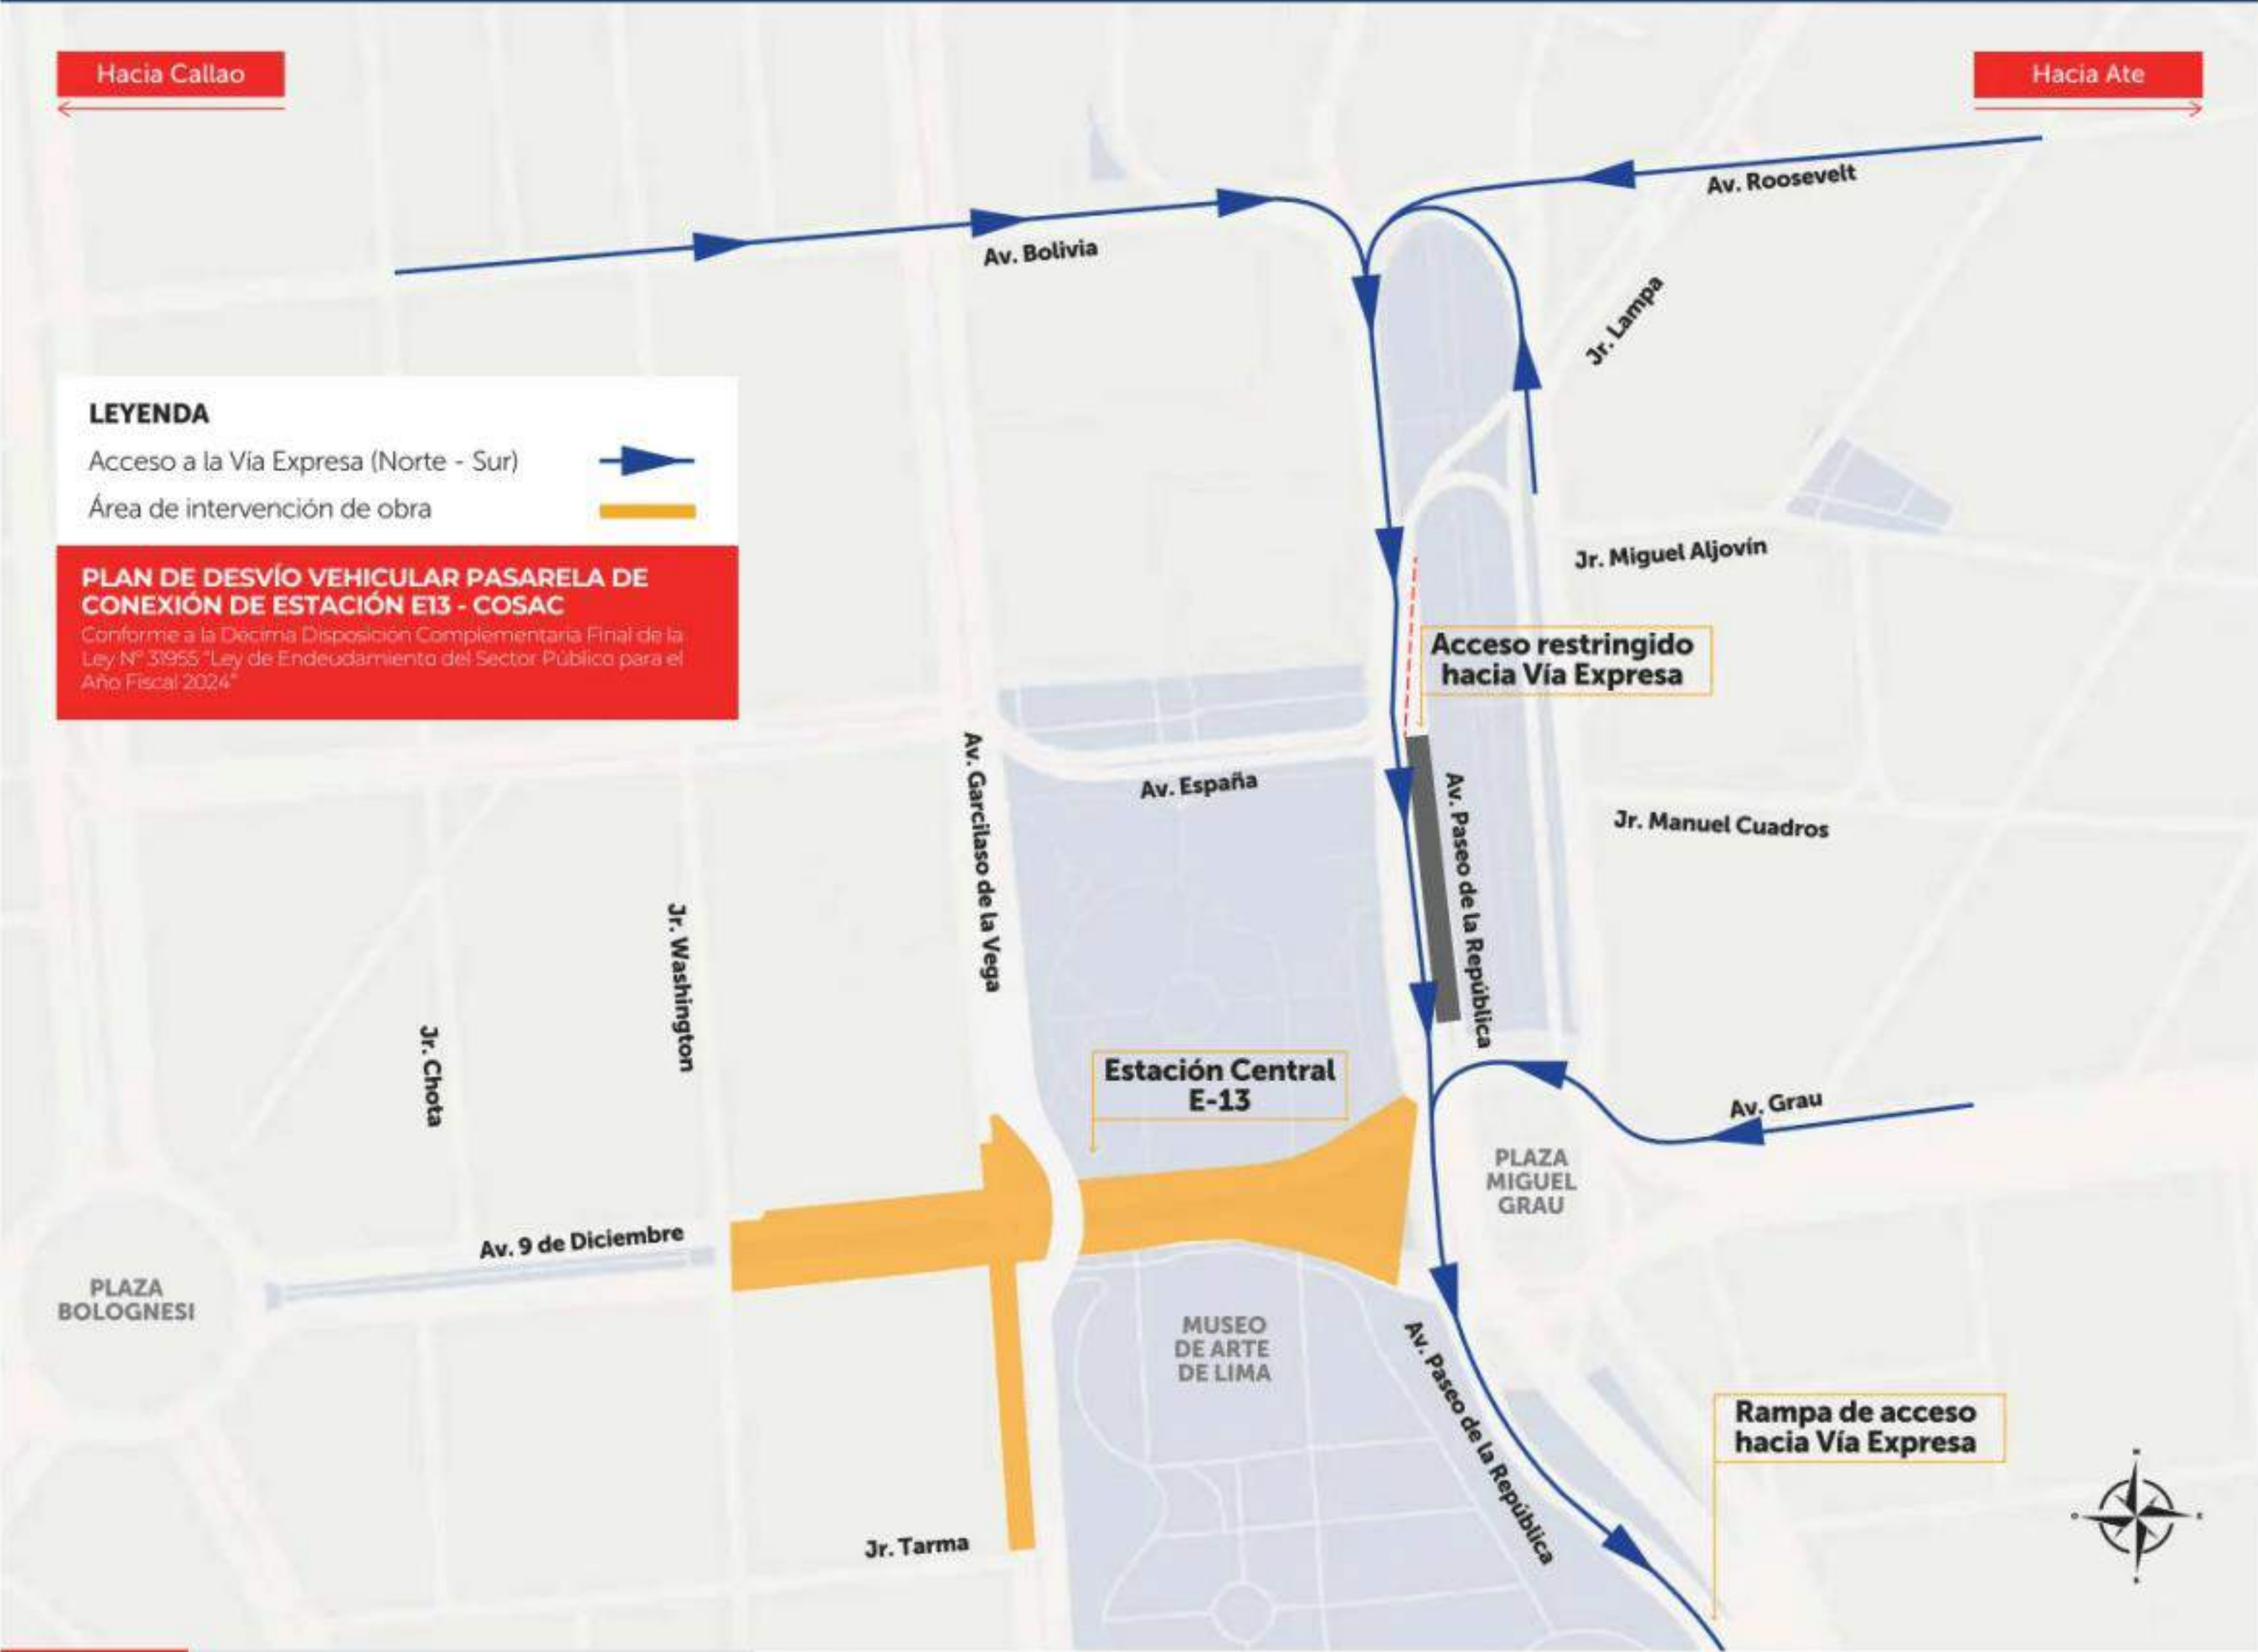 Hacia Callao
Hacia Ate
Av. Roosevelt
Av. Bolivia
Jr. Lampa
LEYENDA
Acceso a la Vía Expresa (Norte - Sur)
Área de intervención de obra
PLAN DE DESVÍO VEHICULAR PASARELA DE
CONEXIÓN DE ESTACIÓN E13 - COSAC
Conforme a la Décima Disposición Complementaria Final de la
Ley N° 31955 "Ley de Endeudamiento del Sector Público para el
Año Fiscal 2024"
Jr. Miguel Aljovín
Acceso restringido
hacia Vía Expresa
Av. España
Av. Garcilaso de la Vega
Av. Paseo de la República
Jr. Manuel Cuadros
Jr. Washington
Jr. Chota
Estación Central
E-13
Av. Grau
PLAZA
MIGUEL
GRAU
Av. 9 de Diciembre
PLAZA
BOLOGNESI
MUSEO
DE ARTE
DE LIMA
Av. Paseo de la República
Rampa de acceso
hacia Vía Expresa
Jr. Tarma